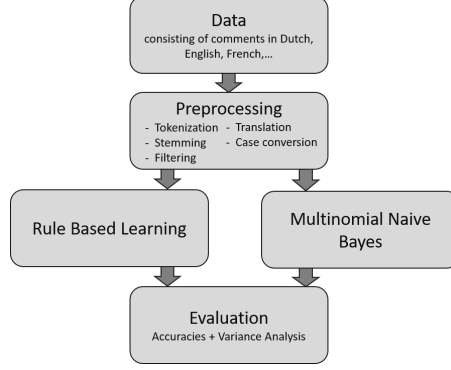 Data
consisting of comments in Dutch,
English, French,...
Preprocessing
- Tokenization - Translation
- Stemming - Case conversion
- Filtering
Rule Based Learning
Multinomial Naive
Bayes
Evaluation
Accuracies + Variance Analysis